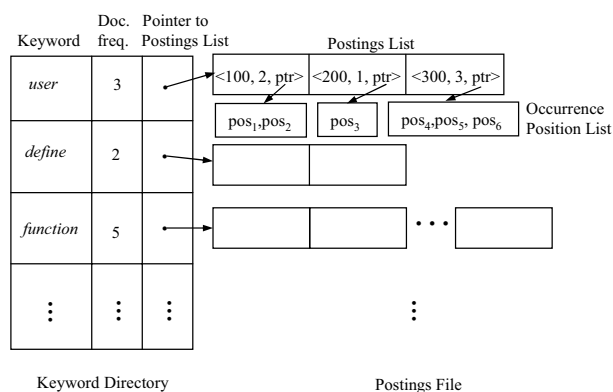 Doc. Pointer to
Keyword freq. Postings List
Postings List
user 3 <100, 2, ptr> <200, 1, ptr> <300, 3, ptr>
pos1,pos2 pos3 pos4,pos5, pos6
Occurrence
Position List
define 2
function 5
Keyword Directory Postings File